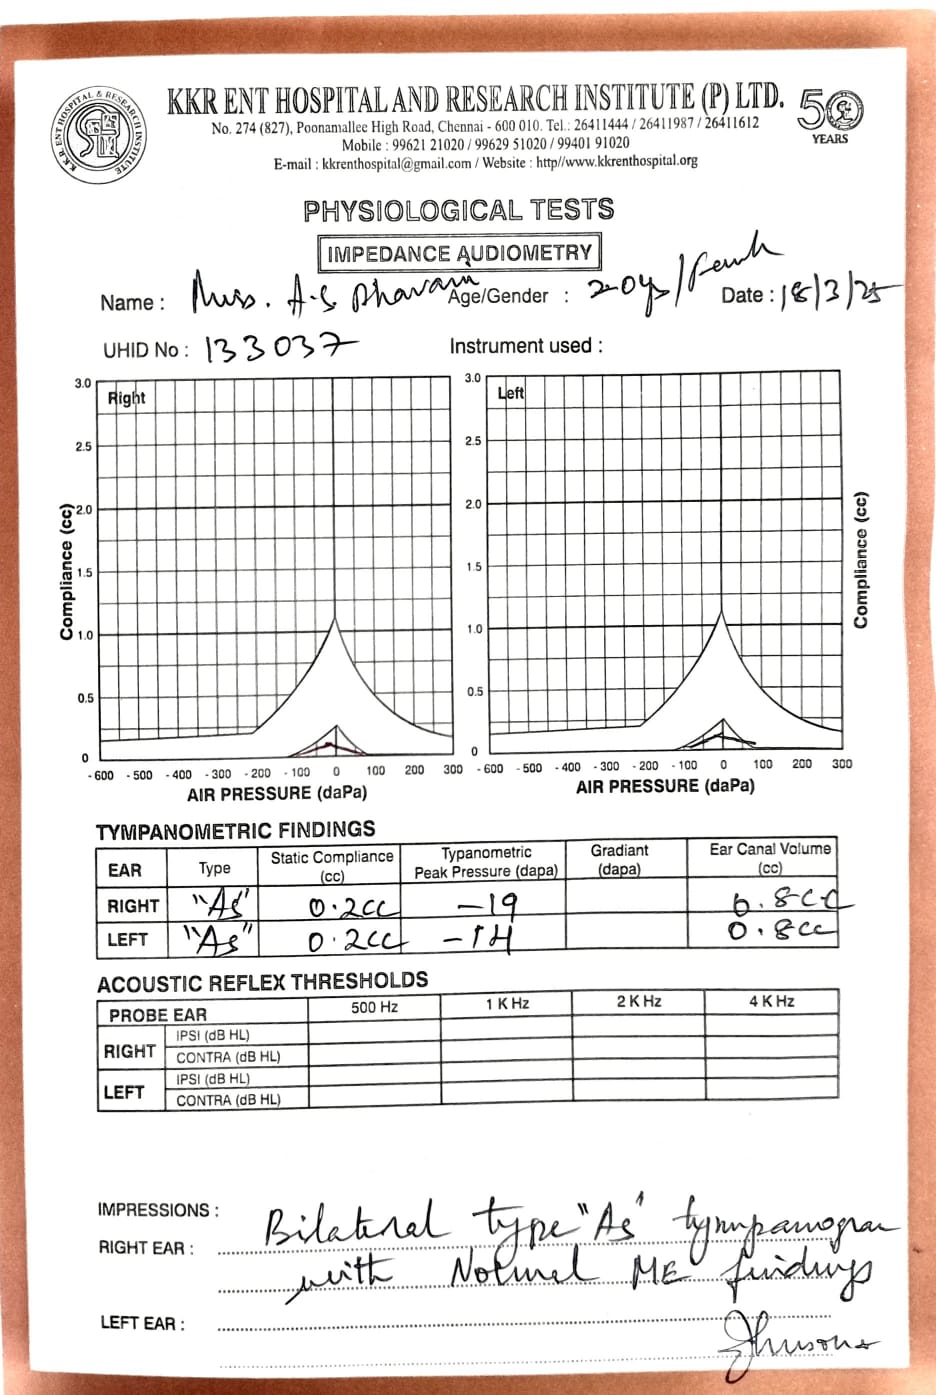 KKR ENT HOSPITAL AND RESEARCH INSTITUTE (P) LTD.
K.K.R. ENT HOSPITAL & RESEARCH INSTITUTE
50 YEARS
No. 274 (827), Poonamallee High Road, Chennai - 600 010. Tel.: 26411444 / 26411987 / 26411612
Mobile : 99621 21020 / 99629 51020 / 99401 91020
E-mail : kkrenthospital@gmail.com / Website : http//www.kkrenthospital.org
PHYSIOLOGICAL TESTS
IMPEDANCE AUDIOMETRY
Name : Miss. A.S Dharani Age/Gender : 20ys/Female Date : 18/3/25
UHID No : 133037 Instrument used :
Right
3.0
2.5
2.0
1.5
1.0
0.5
0
Compliance (cc)
- 600 - 500 - 400 - 300 - 200 - 100 0 100 200 300
AIR PRESSURE (daPa)
Left
3.0
2.5
2.0
1.5
1.0
0.5
0
Compliance (cc)
- 600 - 500 - 400 - 300 - 200 - 100 0 100 200 300
AIR PRESSURE (daPa)
TYMPANOMETRIC FINDINGS
EAR Type Static Compliance (cc) Typanometric Peak Pressure (dapa) Gradiant (dapa) Ear Canal Volume (cc)
RIGHT "As" 0.2cc -19 0.8cc
LEFT "As" 0.2cc -14 0.8cc
ACOUSTIC REFLEX THRESHOLDS
PROBE EAR 500 Hz 1 K Hz 2 K Hz 4 K Hz
RIGHT IPSI (dB HL)
CONTRA (dB HL)
LEFT IPSI (dB HL)
CONTRA (dB HL)
IMPRESSIONS :
RIGHT EAR : Bilateral type "As" tympanogram
with Normal ME findings
LEFT EAR :